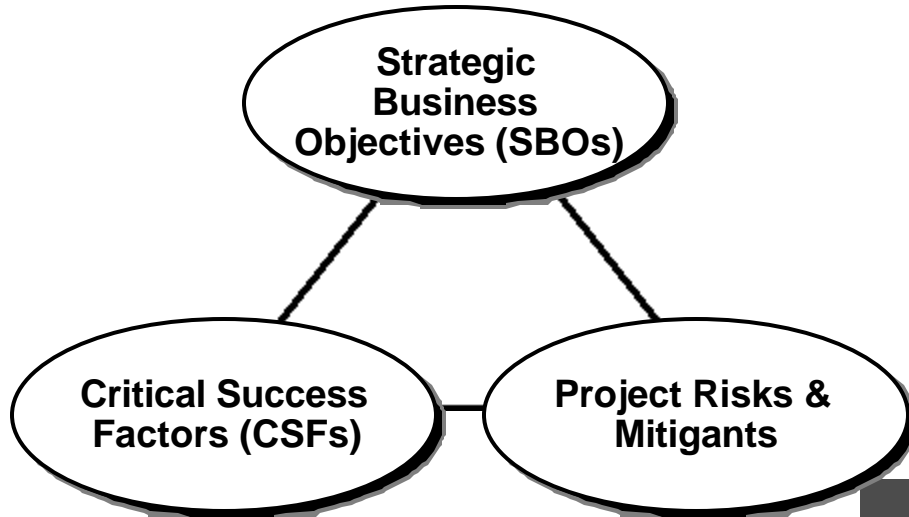 Strategic
Business
Objectives (SBOs)
Critical Success
Factors (CSFs)
Project Risks &
Mitigants